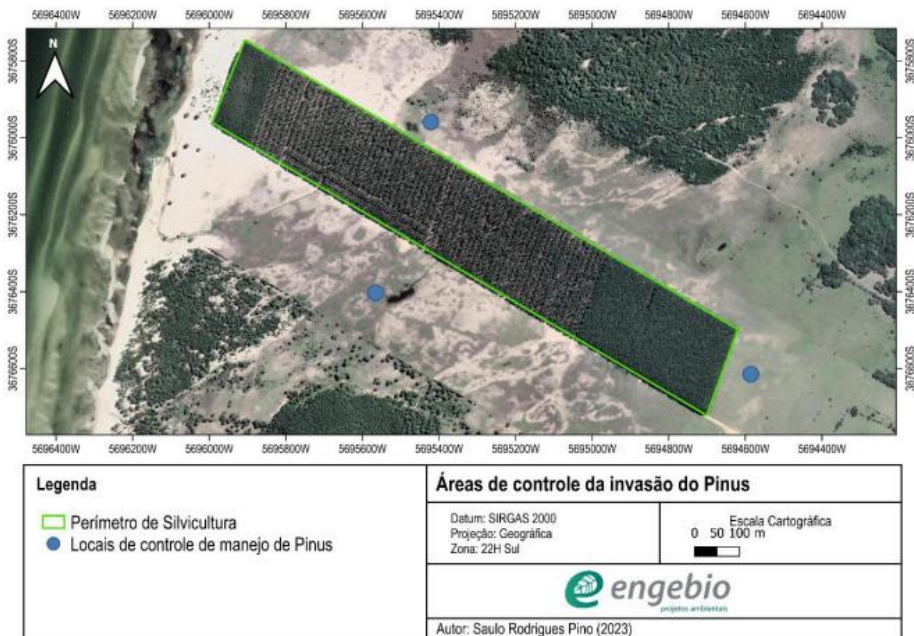 5696400W 5696200W 5696000W 5695800W 5695600W 5695400W 5695200W 5695000W 5694800W 5694600W 5694400W
N
3675800S 3675800S
3676000S 3676000S
3676200S 3676200S
3676400S 3676400S
3676600S 3676600S
5696400W 5696200W 5696000W 5695800W 5695600W 5695400W 5695200W 5695000W 5694800W 5694600W 5694400W
Legenda
Perímetro de Silvicultura
Locais de controle de manejo de Pinus
Áreas de controle da invasão do Pinus
Datum: SIRGAS 2000
Projeção: Geográfica
Zona: 22H Sul
Escala Cartográfica
0 50 100 m
engebio
projetos ambientais
Autor: Saulo Rodrigues Pino (2023)